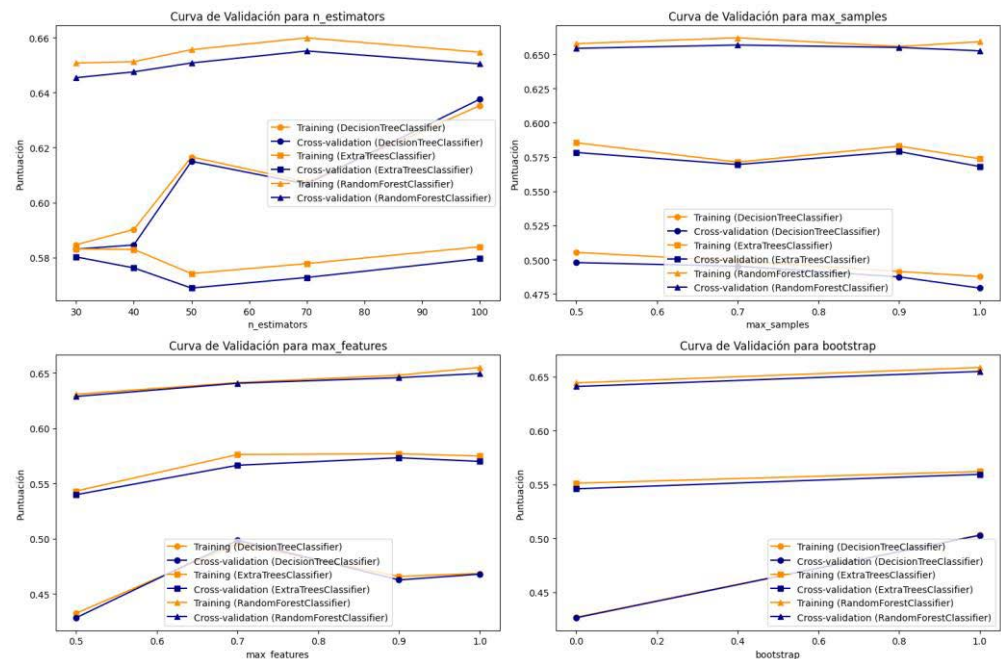 Curva de Validación para n_estimators
Puntuación
0.66
0.64
0.62
0.60
0.58
Training (DecisionTreeClassifier)
Cross-validation (DecisionTreeClassifier)
Training (ExtraTreesClassifier)
Cross-validation (ExtraTreesClassifier)
Training (RandomForestClassifier)
Cross-validation (RandomForestClassifier)
30 40 50 60 70 80 90 100
n_estimators
Curva de Validación para max_samples
Puntuación
0.650
0.625
0.600
0.575
0.550
0.525
0.500
0.475
Training (DecisionTreeClassifier)
Cross-validation (DecisionTreeClassifier)
Training (ExtraTreesClassifier)
Cross-validation (ExtraTreesClassifier)
Training (RandomForestClassifier)
Cross-validation (RandomForestClassifier)
0.5 0.6 0.7 0.8 0.9 1.0
max_samples
Curva de Validación para max_features
Puntuación
0.65
0.60
0.55
0.50
0.45
Training (DecisionTreeClassifier)
Cross-validation (DecisionTreeClassifier)
Training (ExtraTreesClassifier)
Cross-validation (ExtraTreesClassifier)
Training (RandomForestClassifier)
Cross-validation (RandomForestClassifier)
0.5 0.6 0.7 0.8 0.9 1.0
max_features
Curva de Validación para bootstrap
Puntuación
0.65
0.60
0.55
0.50
0.45
Training (DecisionTreeClassifier)
Cross-validation (DecisionTreeClassifier)
Training (ExtraTreesClassifier)
Cross-validation (ExtraTreesClassifier)
Training (RandomForestClassifier)
Cross-validation (RandomForestClassifier)
0.0 0.2 0.4 0.6 0.8 1.0
bootstrap